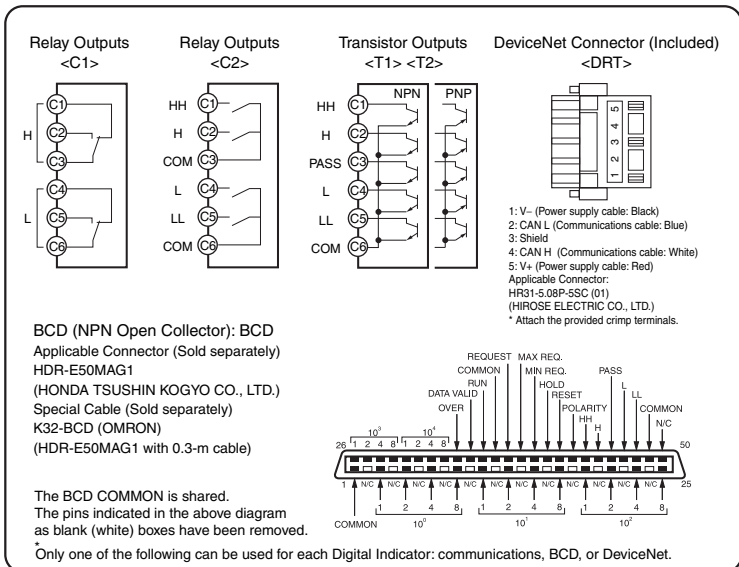 Relay Outputs
<C1>
C1
C2
C3
C4
C5
C6
H
L
Relay Outputs
<C2>
HH
H
COM
L
LL
COM
C1
C2
C3
C4
C5
C6
Transistor Outputs
<T1> <T2>
NPN
PNP
HH
H
PASS
L
LL
COM
C1
C2
C3
C4
C5
C6
DeviceNet Connector (Included)
<DRT>
1 2 3 4 5
1: V– (Power supply cable: Black)
2: CAN L (Communications cable: Blue)
3: Shield
4: CAN H (Communications cable: White)
5: V+ (Power supply cable: Red)
Applicable Connector:
HR31-5.08P-5SC (01)
(HIROSE ELECTRIC CO., LTD.)
* Attach the provided crimp terminals.
BCD (NPN Open Collector): BCD
Applicable Connector (Sold separately)
HDR-E50MAG1
(HONDA TSUSHIN KOGYO CO., LTD.)
Special Cable (Sold separately)
K32-BCD (OMRON)
(HDR-E50MAG1 with 0.3-m cable)
The BCD COMMON is shared.
The pins indicated in the above diagram
as blank (white) boxes have been removed.
REQUEST MAX REQ.
COMMON MIN REQ. PASS
RUN HOLD L
DATA VALID RESET LL
OVER POLARITY COMMON
HH N/C
H
10³ 10⁴
26 1 2 4 8 1 2 4 8 50
1 N/C 1 N/C 2 N/C 4 N/C 8 N/C 1 N/C 2 N/C 4 N/C 8 N/C 1 N/C 2 N/C 4 N/C 8 25
COMMON 10⁰ 10¹ 10²
* Only one of the following can be used for each Digital Indicator: communications, BCD, or DeviceNet.